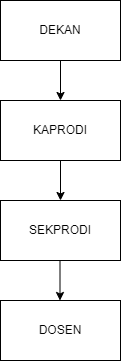 DEKAN
KAPRODI
SEKPRODI
DOSEN